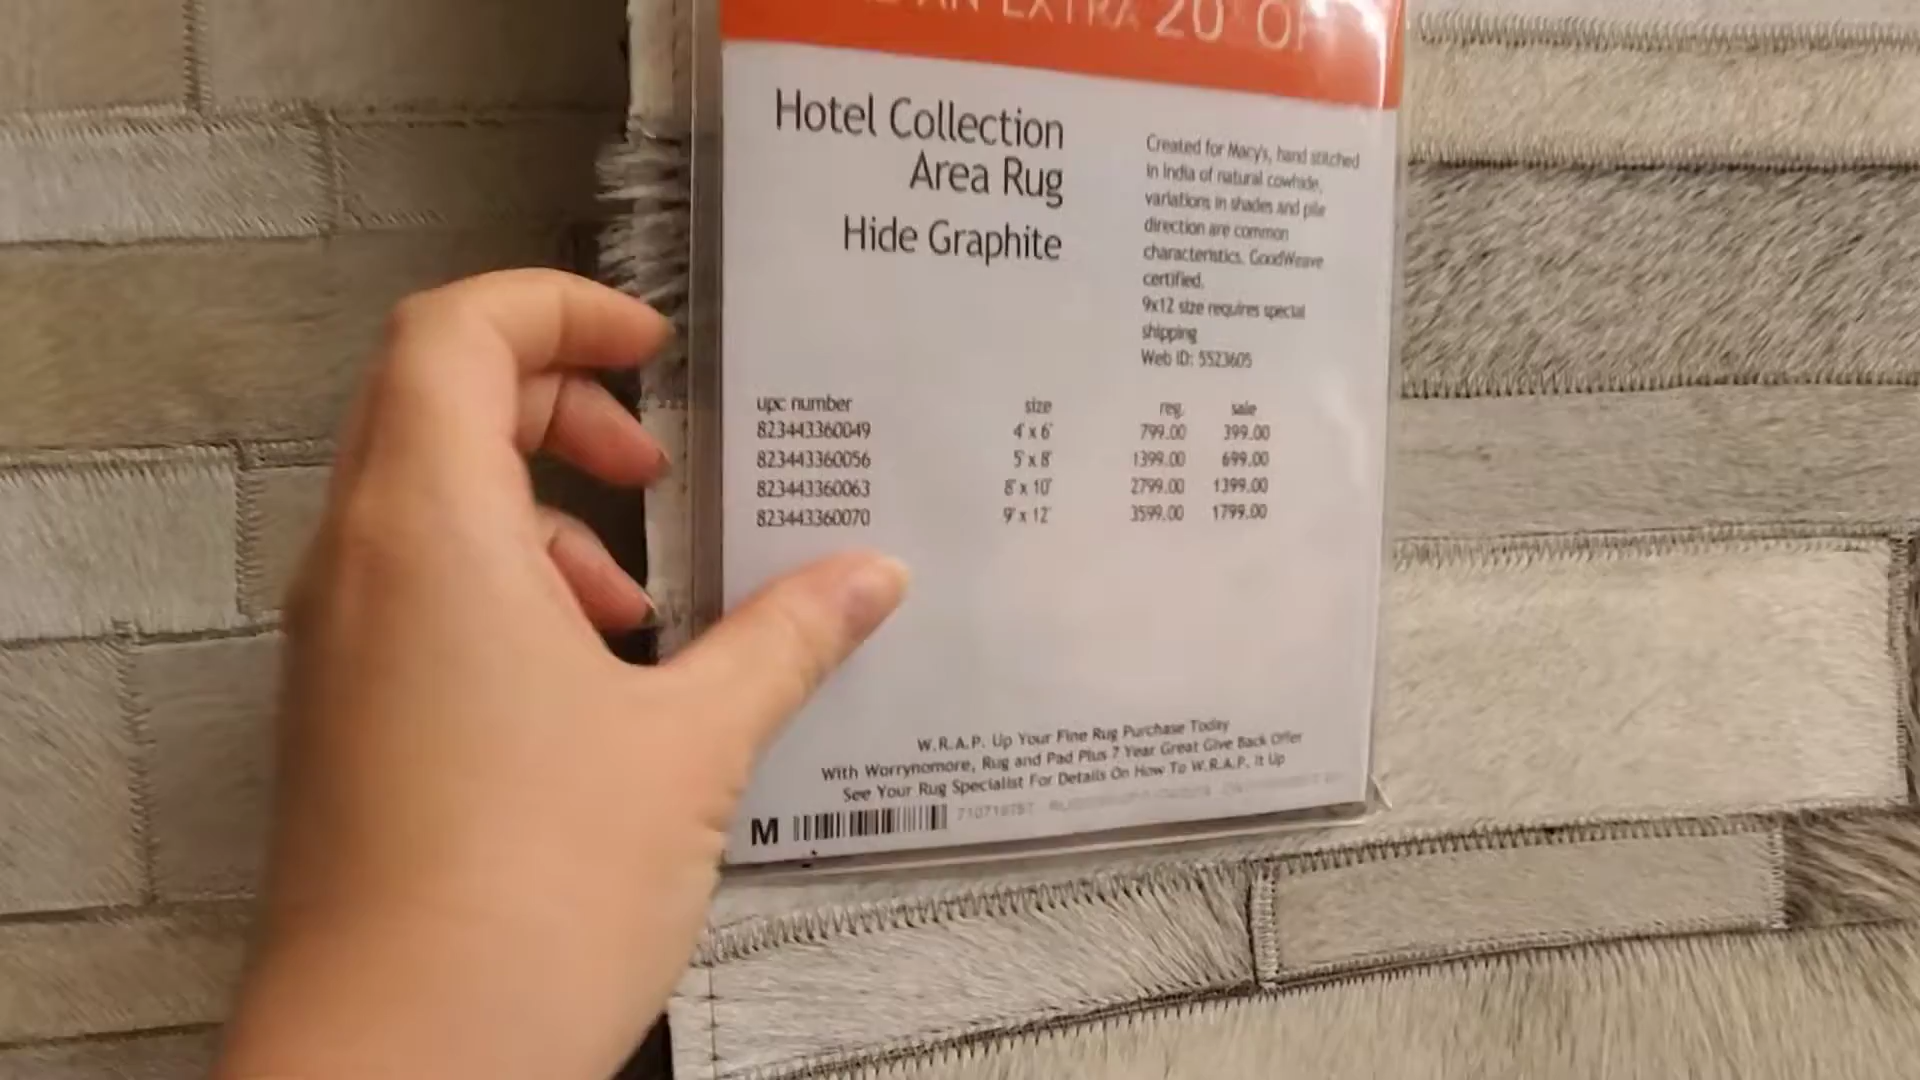 AN EXTRA 20 OF
Hotel Collection
Area Rug
Hide Graphite
Created for Macy's, hand stitched
in India of natural cowhide,
variations in shades and pile
direction are common
characteristics. GoodWeave
certified.
9x12 size requires special
shipping
Web ID: 5523605
upc number size reg. sale
823443360049 4' x 6' 799.00 399.00
823443360056 5' x 8' 1399.00 699.00
823443360063 8' x 10' 2799.00 1399.00
823443360070 9' x 12' 3599.00 1799.00
W.R.A.P. Up Your Fine Rug Purchase Today
With Worrynomore, Rug and Pad Plus 7 Year Great Give Back Offer
See Your Rug Specialist For Details On How To W.R.A.P. It Up
M